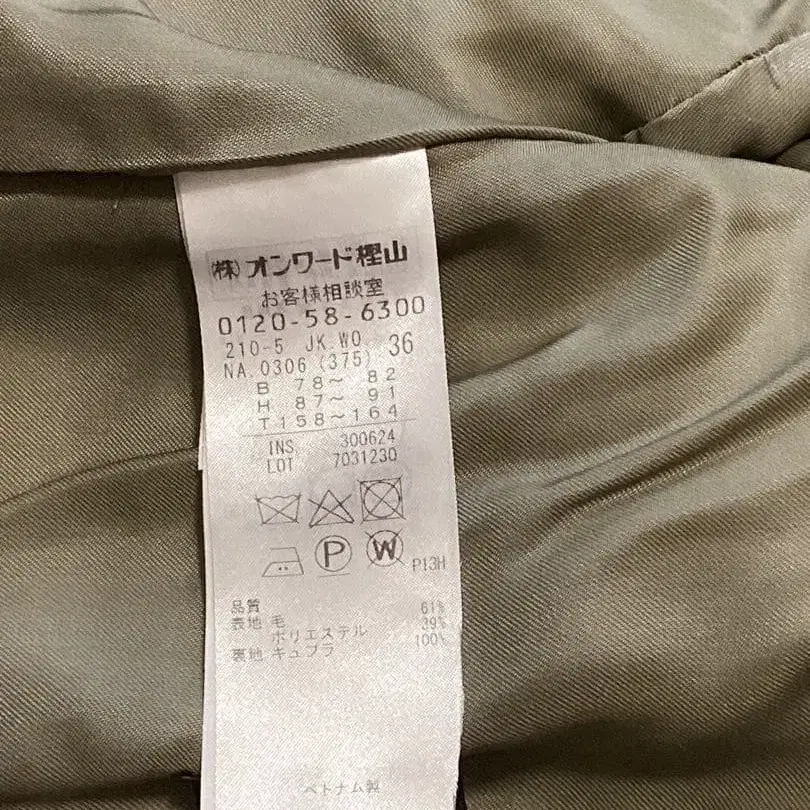 ㈱オンワード樫山
お客様相談室
0120-58-6300
210-5 JK.WO. 36
NA.0306 (375)
B 78〜 82
H 87〜 91
T158〜164
INS. 300624
LOT 7031230
P W P13H
品質
表地 毛 61%
ポリエステル 39%
裏地 キュプラ 100%
ベトナム製